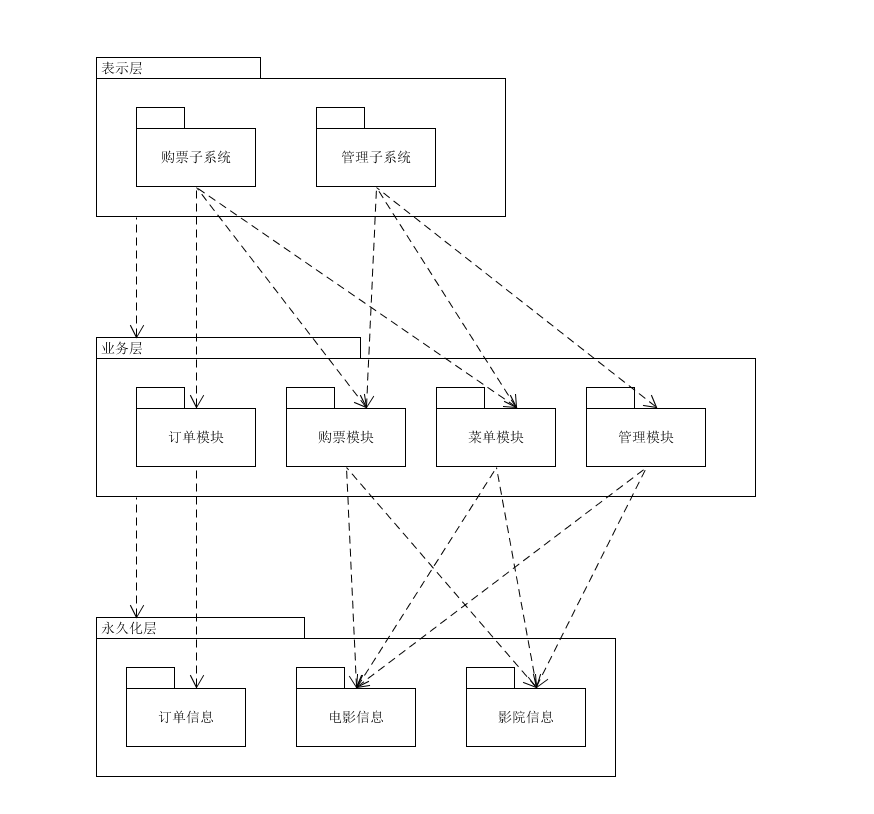 表示层
购票子系统
管理子系统
业务层
订单模块
购票模块
菜单模块
管理模块
永久化层
订单信息
电影信息
影院信息